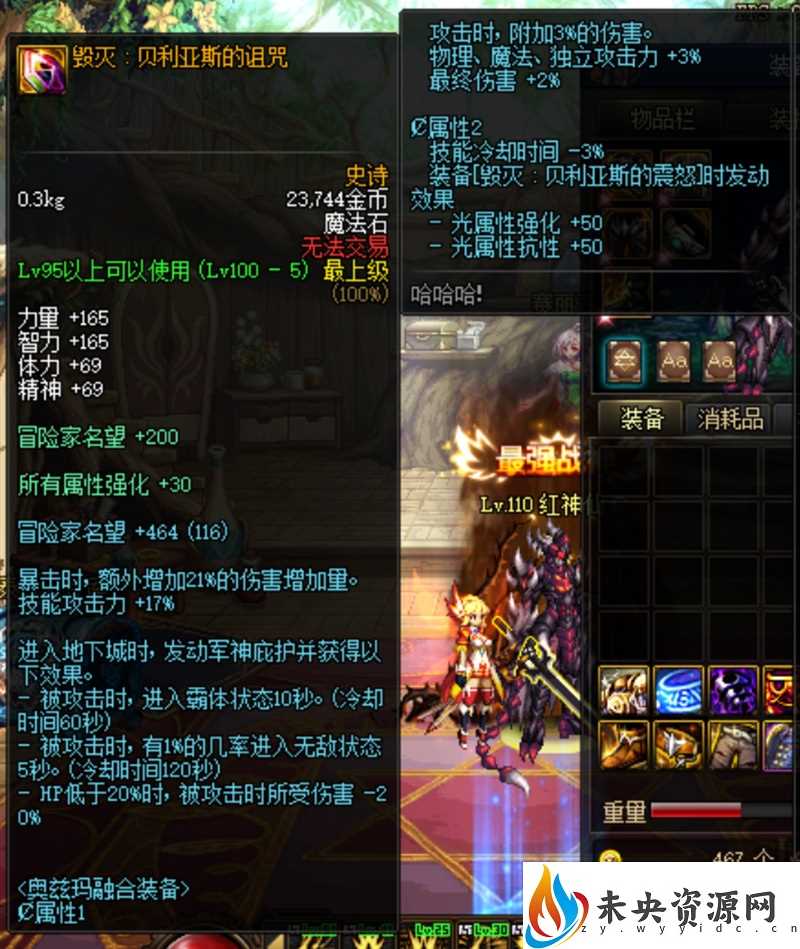 毁灭：贝利亚斯的诅咒
史诗
0.3kg
23,744金币
魔法石
无法交易
Lv95以上可以使用 (Lv100 - 5) 最上级
(100%)
力量 +165
智力 +165
体力 +69
精神 +69
冒险家名望 +200
所有属性强化 +30
冒险家名望 +464 (116)
暴击时, 额外增加21%的伤害增加量。
技能攻击力 +17%
进入地下城时, 发动军神庇护并获得以
下效果。
- 被攻击时, 进入霸体状态10秒。(冷却
时间60秒)
- 被攻击时, 有1%的几率进入无敌状态
5秒。(冷却时间120秒)
- HP低于20%时, 被攻击时所受伤害 -2
0%
<奥兹玛融合装备>
属性1
攻击时, 附加3%的伤害。
物理、魔法、独立攻击力 +3%
最终伤害 +2%
属性2
技能冷却时间 -3%
装备[毁灭：贝利亚斯的震怒]时发动
效果
- 光属性强化 +50
- 光属性抗性 +50
哈哈哈!
物品栏
装备
消耗品
最强战
Lv.110 红神
重量
467 个
Lv.25
Lv.30
未央资源网
zy.wyyidc.cn